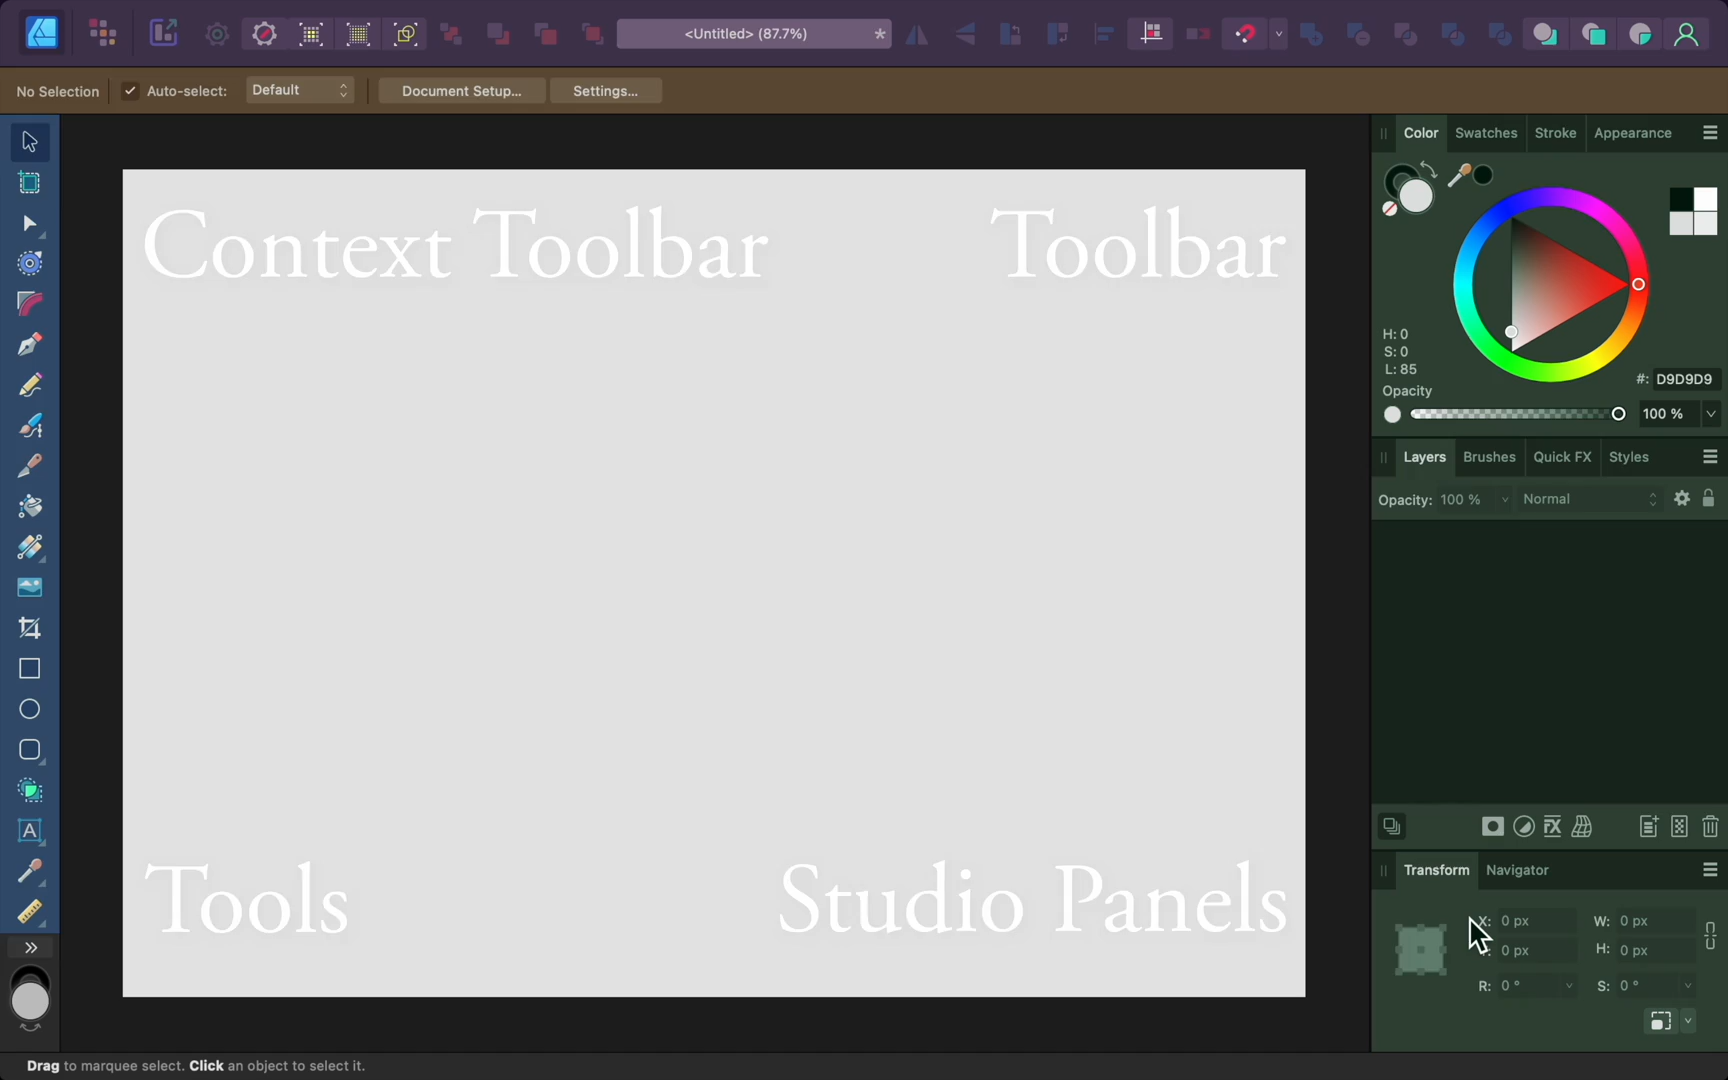 <Untitled> (87.7%) *
No Selection Auto-select: Default Document Setup... Settings...
Color Swatches Stroke Appearance
H: 0
S: 0
L: 85
#: D9D9D9
Opacity
100 %
Layers Brushes Quick FX Styles
Opacity: 100 % Normal
FX
Transform Navigator
X: 0 px W: 0 px
0 px H: 0 px
R: 0 ° S: 0 °
A
Context Toolbar Toolbar
Tools Studio Panels
Drag to marquee select. Click an object to select it.